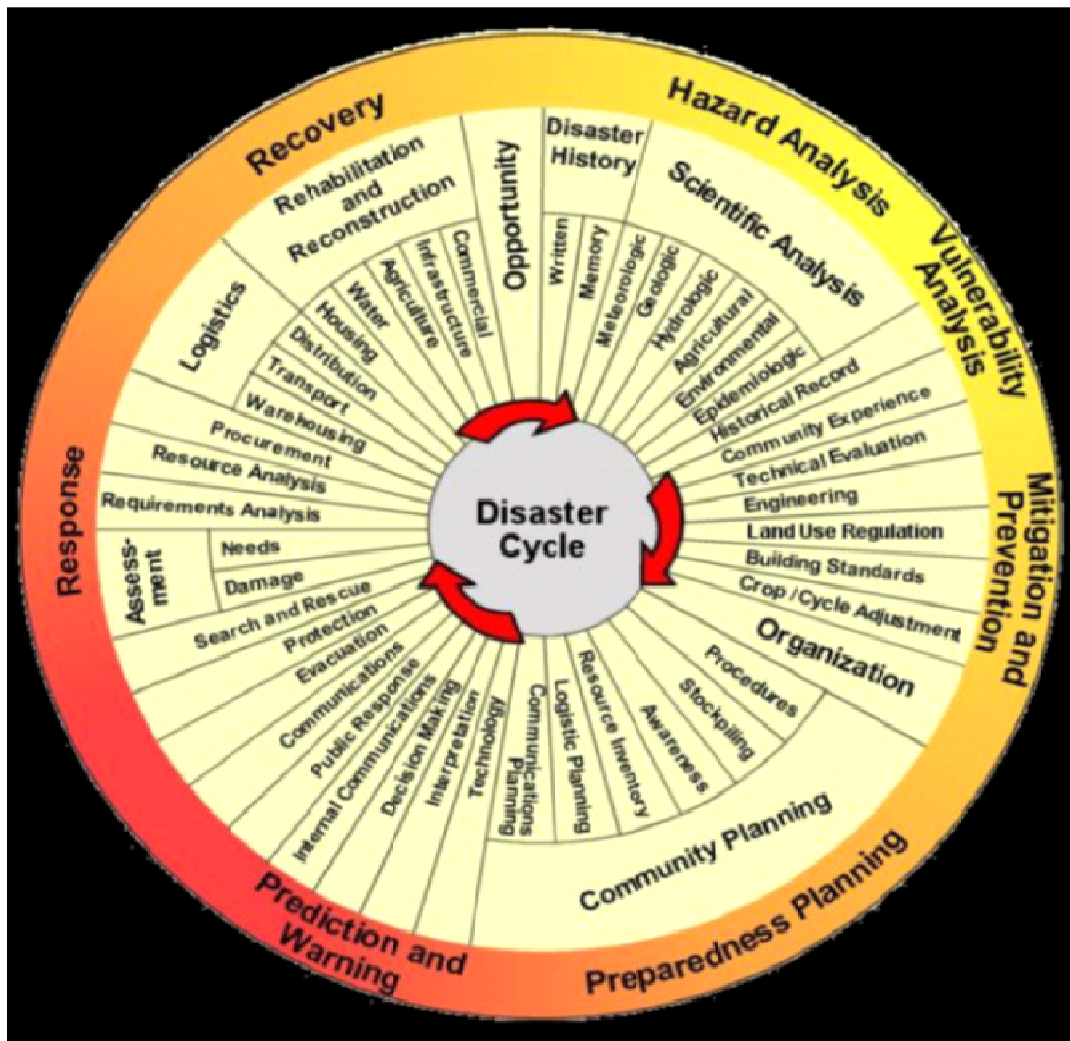 Disaster
Cycle
Hazard Analysis
Vulnerability
Analysis
Mitigation and
Prevention
Preparedness Planning
Prediction and
Warning
Response
Recovery
Disaster
History
Written
Memory
Scientific Analysis
Meteorologic
Geologic
Hydrologic
Agricultural
Environmental
Epidemiologic
Historical Record
Community Experience
Technical Evaluation
Engineering
Land Use Regulation
Building Standards
Crop / Cycle Adjustment
Organization
Community Planning
Procedures
Stockpilling
Awareness
Resource Inventory
Logistic Planning
Communications
Planning
Technology
Interpretation
Decision Making
Internal Communications
Public Response
Communications
Evacuation
Protection
Search and Rescue
Assess-
ment
Damage
Needs
Requirements Analysis
Resource Analysis
Procurement
Logistics
Warehousing
Transport
Distribution
Rehabilitation
and
Reconstruction
Housing
Water
Agriculture
Infrastructure
Commercial
Opportunity